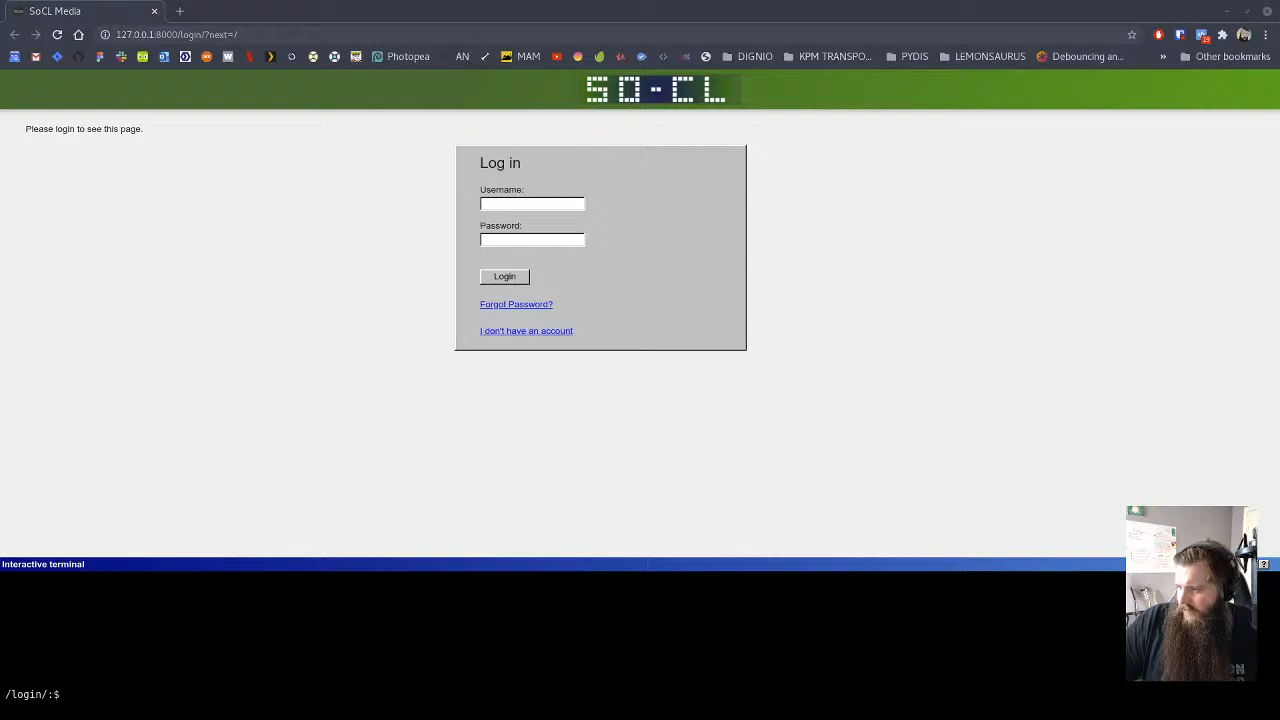 SoCL Media
127.0.0.1:8000/login/?next=/
Photopea AN MAM DIGNIO KPM TRANSPO... PYDIS LEMONSAURUS Debouncing an... » Other bookmarks
SO-CL
Please login to see this page.
Log in
Username:
Password:
Login
Forgot Password?
I don't have an account
Interactive terminal
/login/:$